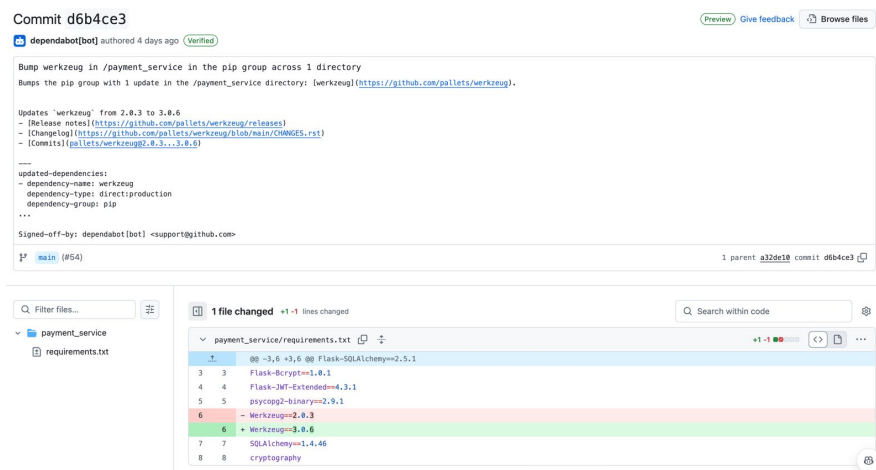 Commit d6b4ce3
Preview Give feedback Browse files
dependabot[bot] authored 4 days ago Verified
Bump werkzeug in /payment_service in the pip group across 1 directory
Bumps the pip group with 1 update in the /payment_service directory: [werkzeug](https://github.com/pallets/werkzeug).
Updates `werkzeug` from 2.0.3 to 3.0.6
- [Release notes](https://github.com/pallets/werkzeug/releases)
- [Changelog](https://github.com/pallets/werkzeug/blob/main/CHANGES.rst)
- [Commits](pallets/werkzeug@2.0.3...3.0.6)
---
updated-dependencies:
- dependency-name: werkzeug
  dependency-type: direct:production
  dependency-group: pip
...
Signed-off-by: dependabot[bot] <support@github.com>
main (#54)
1 parent a32de10 commit d6b4ce3
Filter files...
payment_service
requirements.txt
1 file changed +1 -1 lines changed
Search within code
payment_service/requirements.txt
+1 -1
@@ -3,6 +3,6 @@ Flask-SQLAlchemy==2.5.1
3 3 Flask-Bcrypt==1.0.1
4 4 Flask-JWT-Extended==4.3.1
5 5 psycopg2-binary==2.9.1
6 - Werkzeug==2.0.3
6 + Werkzeug==3.0.6
7 7 SQLAlchemy==1.4.46
8 8 cryptography